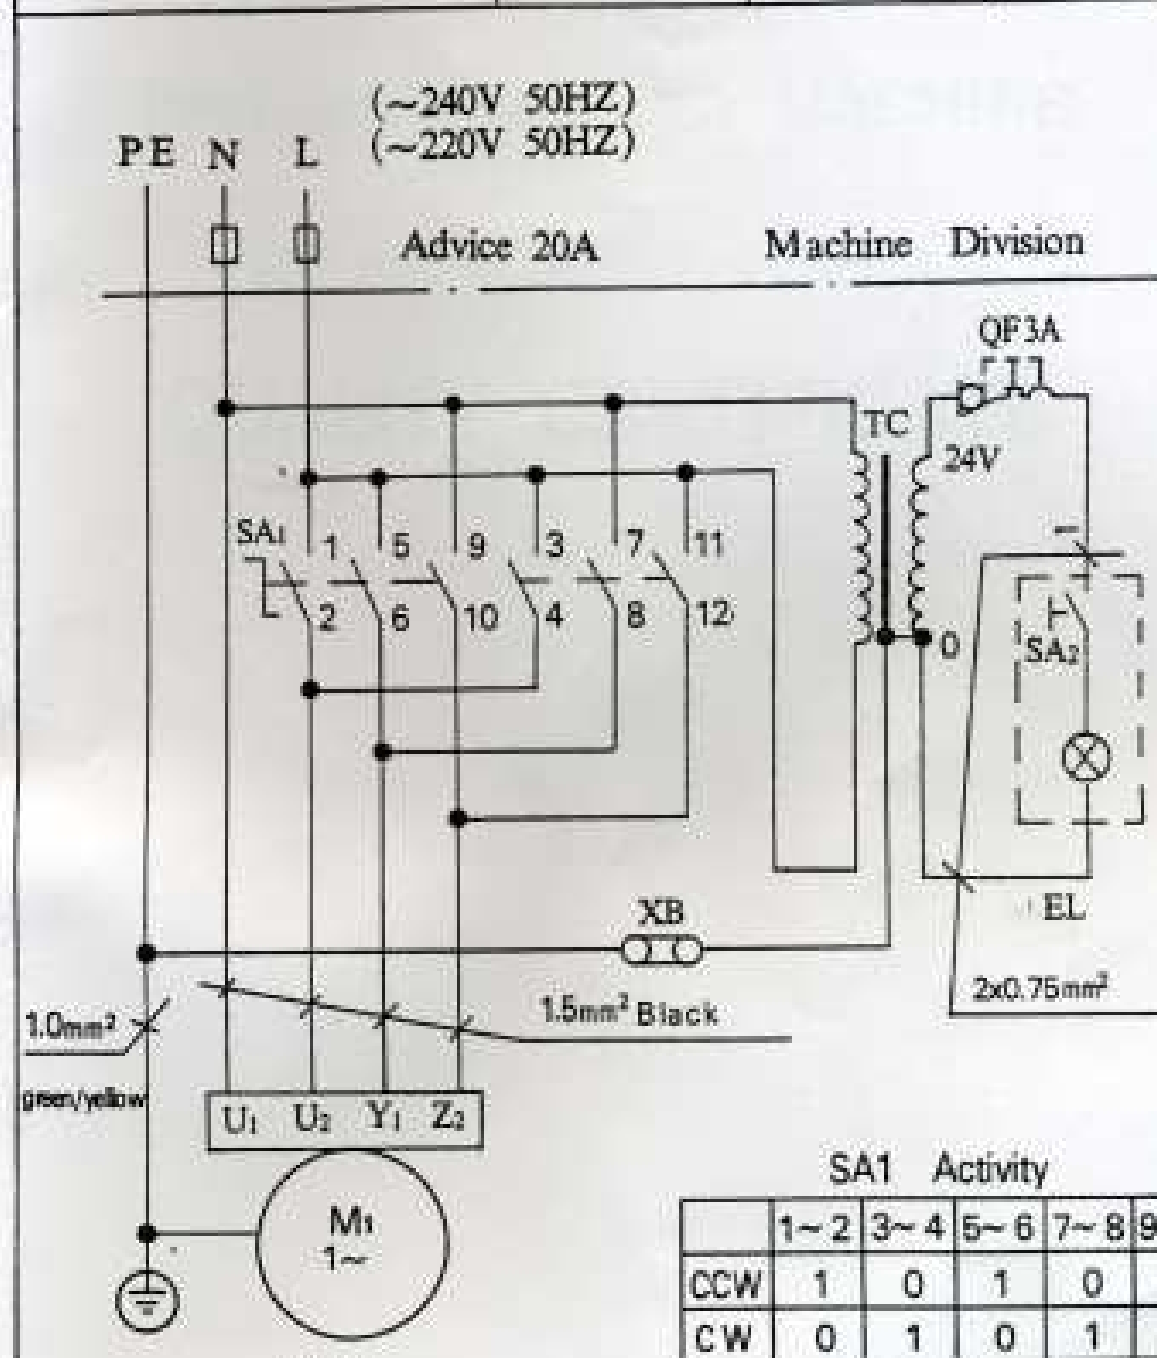 (~240V 50HZ)
(~220V 50HZ)
PE N L
Advice 20A Machine Division
QF3A
TC
24V
SA1 1 5 9 3 7 11
2 6 10 4 8 12
0
SA2
XB
EL
2x0.75mm²
1.5mm² Black
1.0mm²
green/yellow
U1 U2 Y1 Z2
M1
1~
SA1 Activity
1~2 3~4 5~6 7~8 9
CCW 1 0 1 0
CW 0 1 0 1